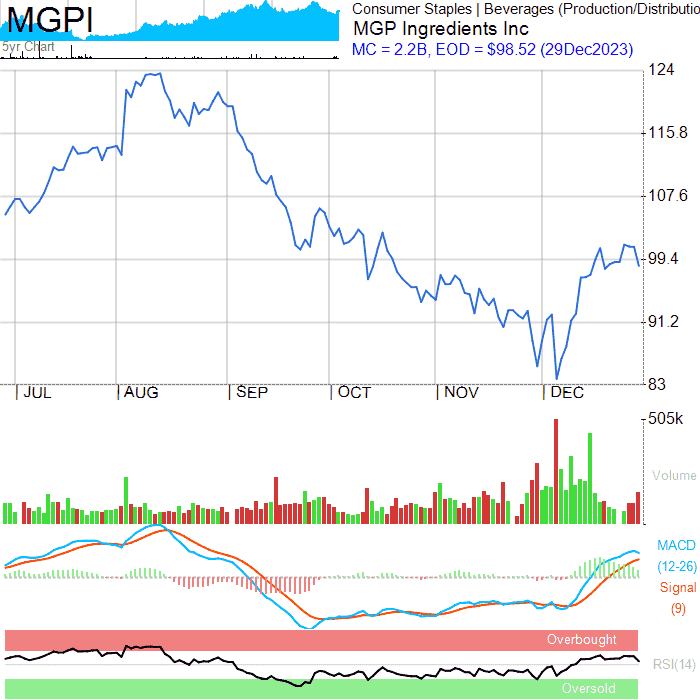 MGPI
5yr Chart
Consumer Staples | Beverages (Production/Distributio
MGP Ingredients Inc
MC = 2.2B, EOD = $98.52 (29Dec2023)
124
115.8
107.6
99.4
91.2
83
JUL AUG SEP OCT NOV DEC
505k
Volume
MACD
(12-26)
Signal
(9)
Overbought
RSI(14)
Oversold